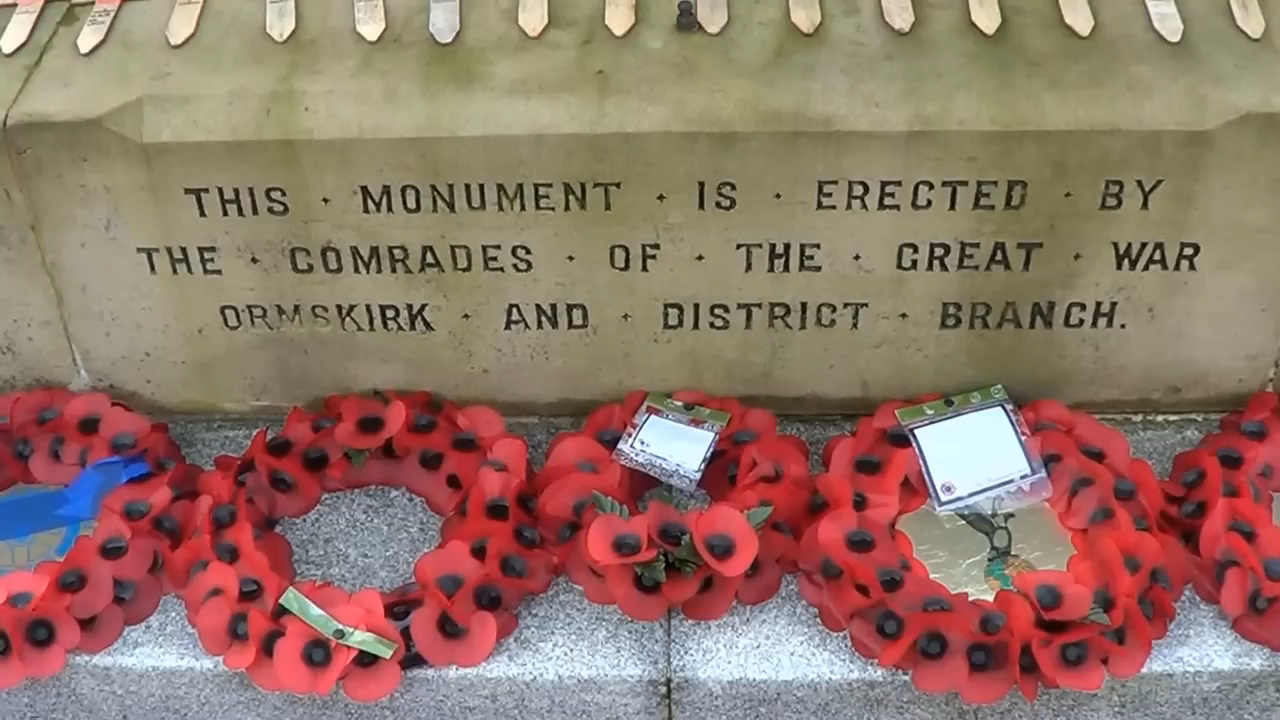 THIS · MONUMENT · IS · ERECTED · BY
THE · COMRADES · OF · THE · GREAT · WAR
ORMSKIRK · AND · DISTRICT · BRANCH.